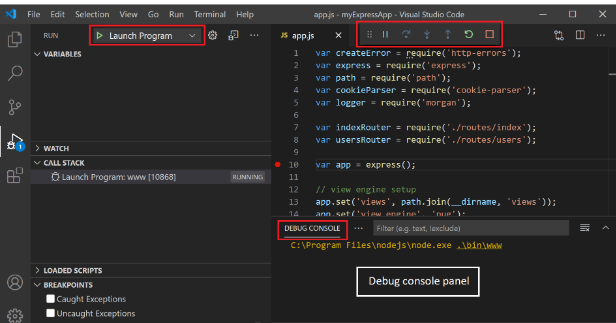 File Edit Selection View Go Run Terminal Help
app.js - myExpressApp - Visual Studio Code
RUN
Launch Program
JS app.js
VARIABLES
WATCH
CALL STACK
Launch Program: www [10868] RUNNING
LOADED SCRIPTS
BREAKPOINTS
Caught Exceptions
Uncaught Exceptions
1
1 var createError = require('http-errors');
2 var express = require('express');
3 var path = require('path');
4 var cookieParser = require('cookie-parser');
5 var logger = require('morgan');
6
7 var indexRouter = require('./routes/index');
8 var usersRouter = require('./routes/users');
9
10 var app = express();
11
12 // view engine setup
13 app.set('views', path.join(__dirname, 'views'));
14 app.set('view engine', 'pug');
DEBUG CONSOLE
Filter (e.g. text, !exclude)
C:\Program Files\nodejs\node.exe .\bin\www
Debug console panel